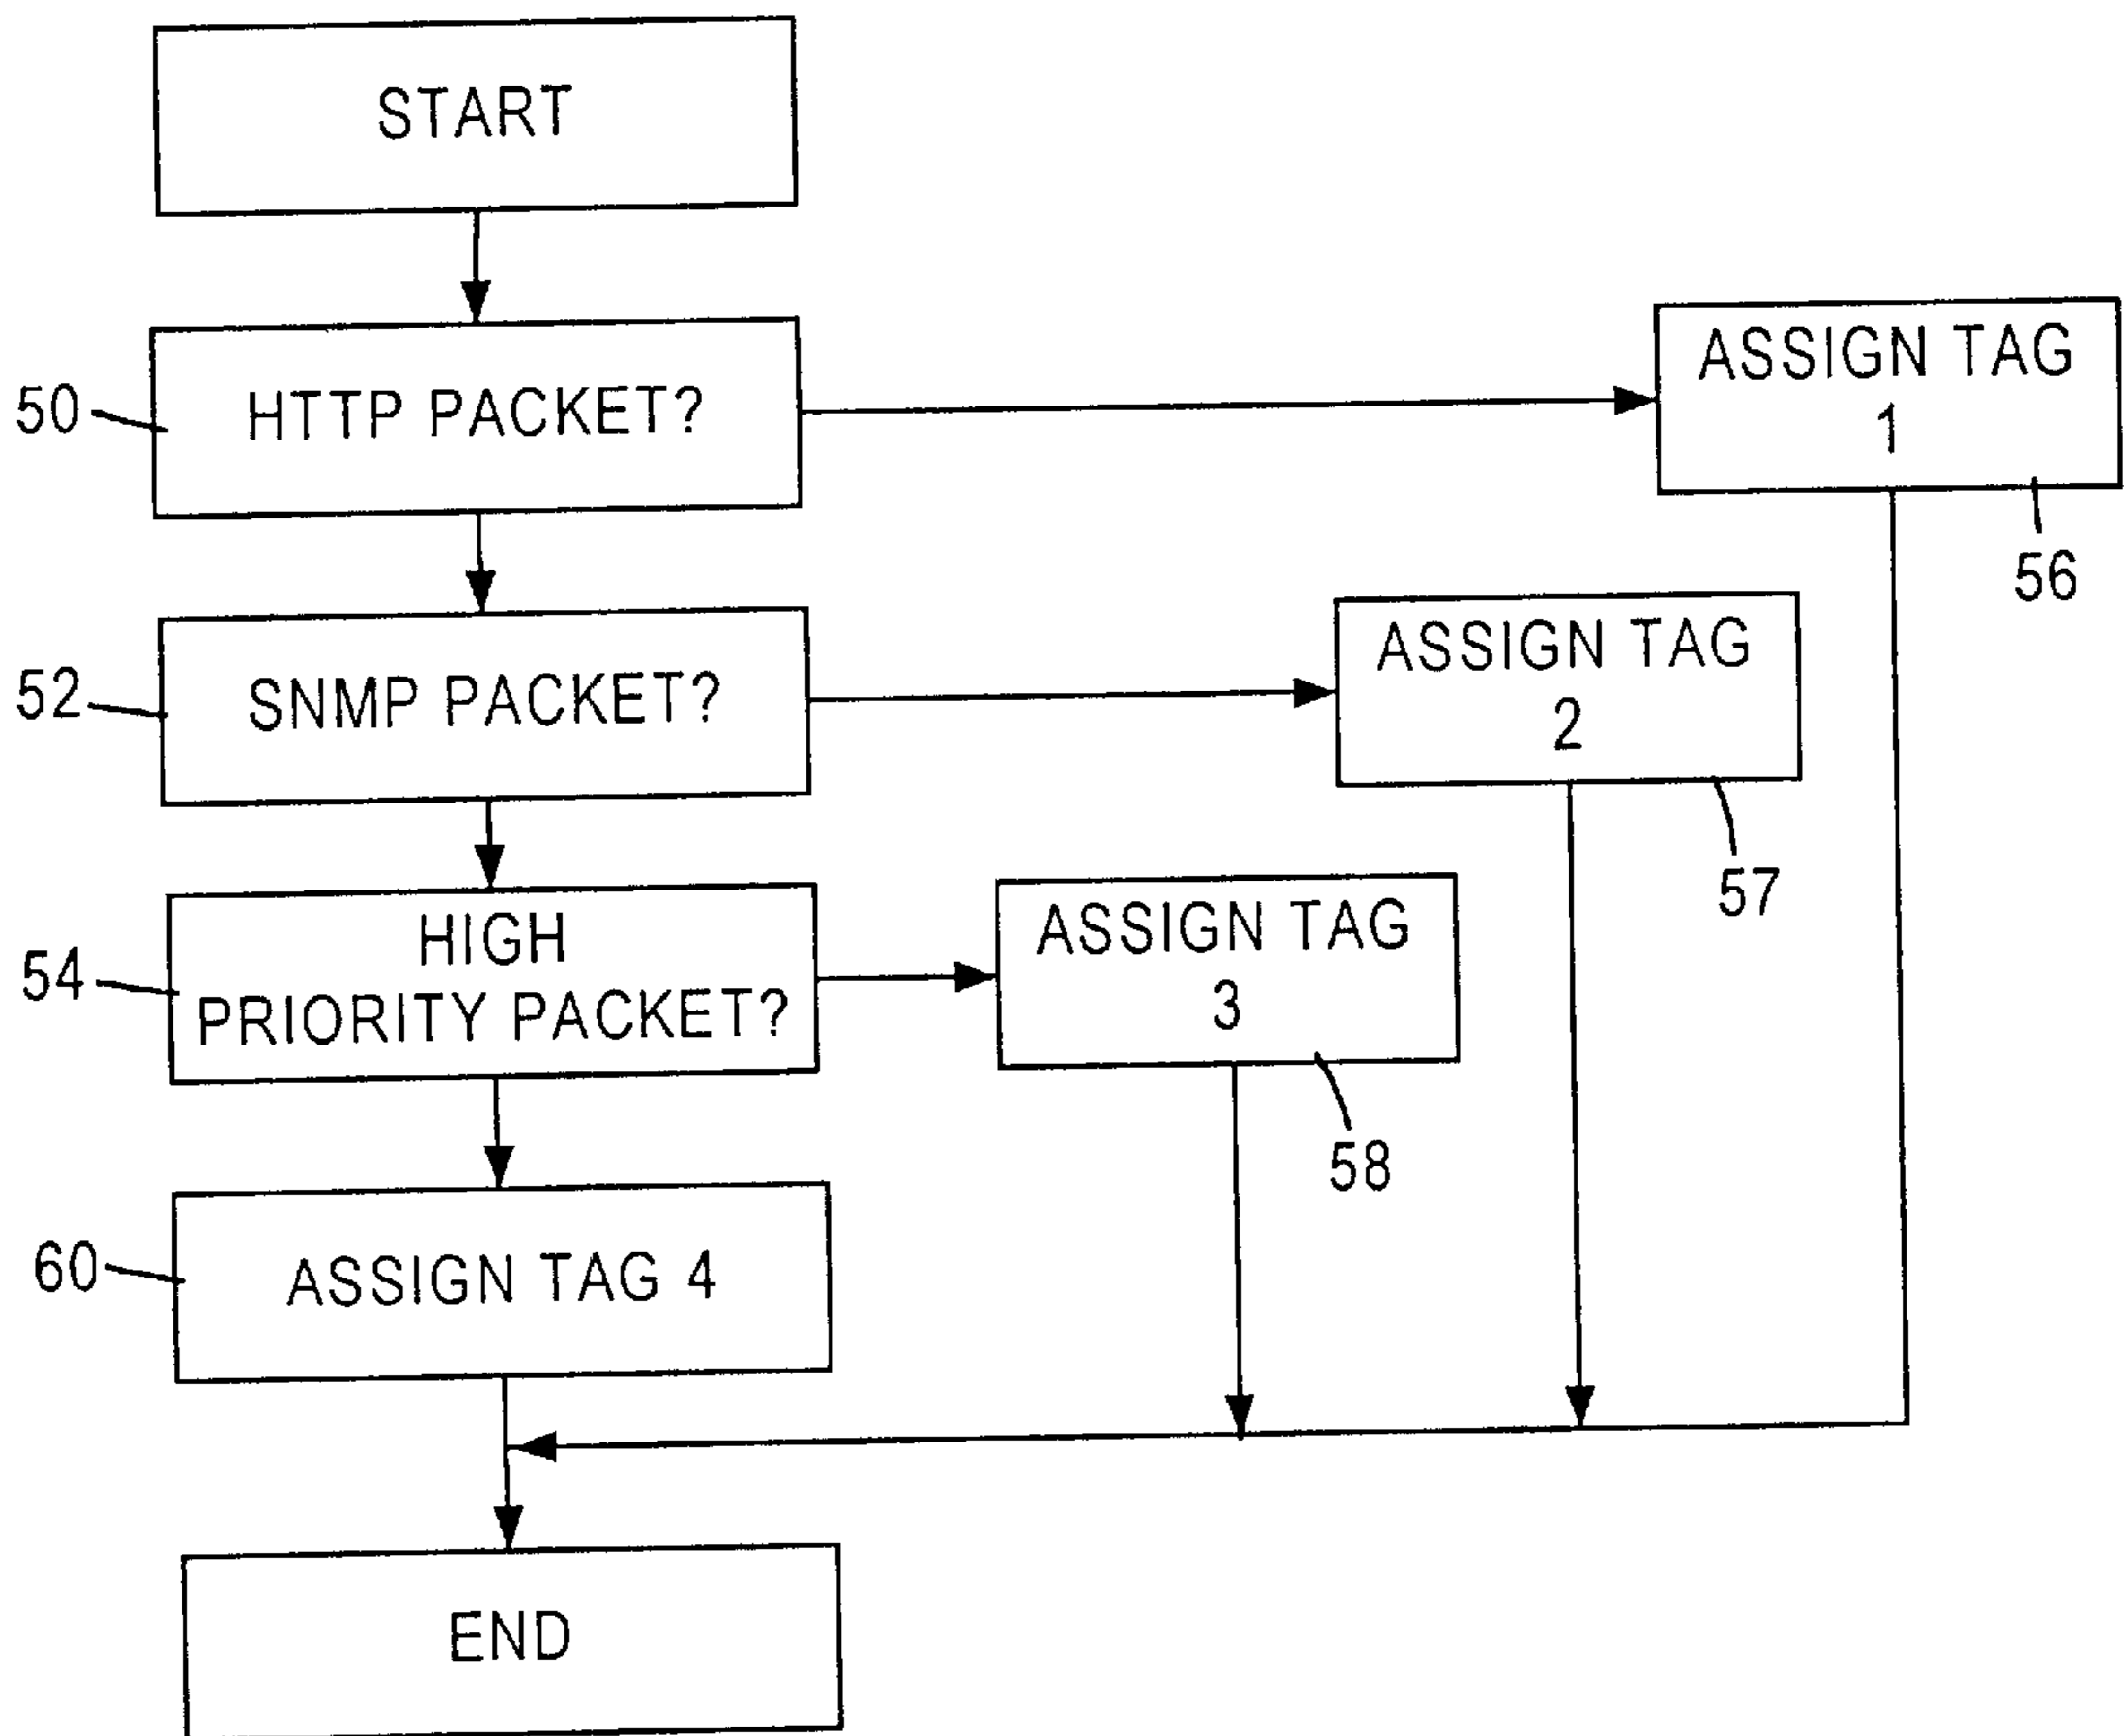 START
50
HTTP PACKET?
ASSIGN TAG
1
56
52
SNMP PACKET?
ASSIGN TAG
2
57
54
HIGH
PRIORITY PACKET?
ASSIGN TAG
3
58
60
ASSIGN TAG 4
END